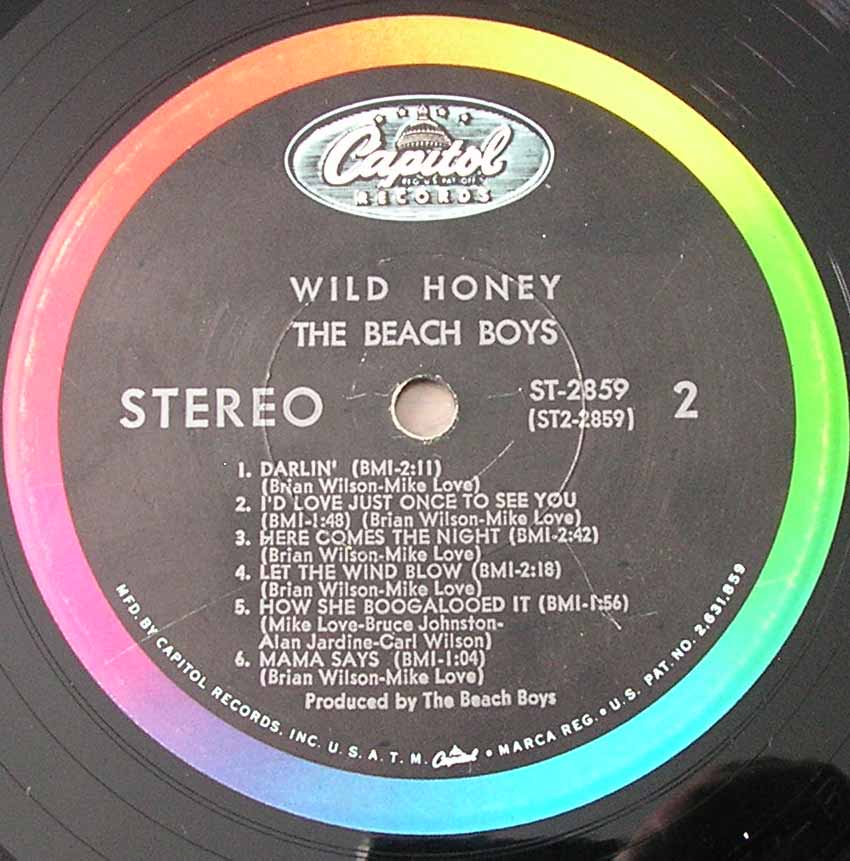 Capitol
REG. U.S. PAT. OFF.
RECORDS
WILD HONEY
THE BEACH BOYS
STEREO
ST-2859
(ST2-2859)
2
1. DARLIN' (BMI-2:11)
(Brian Wilson-Mike Love)
2. I'D LOVE JUST ONCE TO SEE YOU
(BMI-1:48) (Brian Wilson-Mike Love)
3. HERE COMES THE NIGHT (BMI-2:42)
(Brian Wilson-Mike Love)
4. LET THE WIND BLOW (BMI-2:18)
(Brian Wilson-Mike Love)
5. HOW SHE BOOGALOOED IT (BMI-1:56)
(Mike Love-Bruce Johnston-
Alan Jardine-Carl Wilson)
6. MAMA SAYS (BMI-1:04)
(Brian Wilson-Mike Love)
Produced by The Beach Boys
MFD. BY CAPITOL RECORDS, INC. U. S. A. T. M. Capitol • MARCA REG. • U.S. PAT. NO. 2,631,859